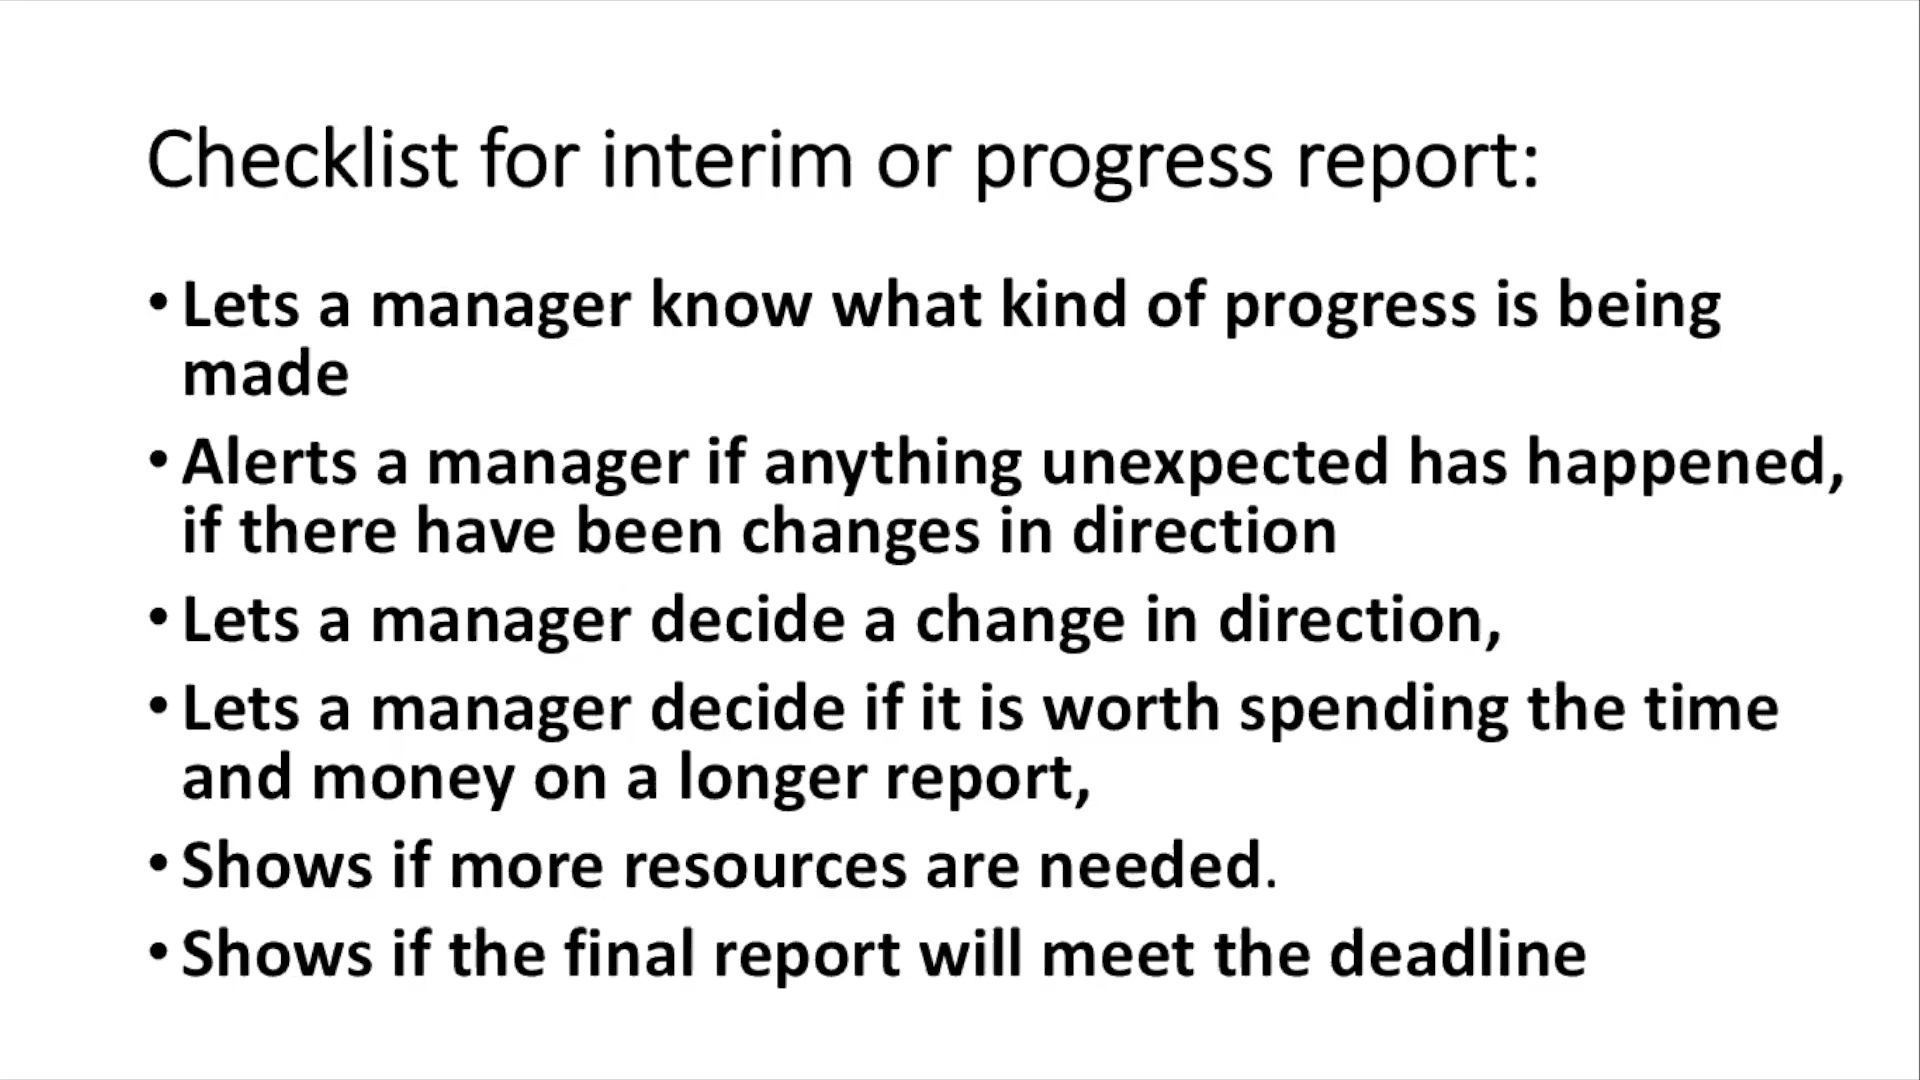 Checklist for interim or progress report:
• Lets a manager know what kind of progress is being
made
• Alerts a manager if anything unexpected has happened,
if there have been changes in direction
• Lets a manager decide a change in direction,
• Lets a manager decide if it is worth spending the time
and money on a longer report,
• Shows if more resources are needed.
• Shows if the final report will meet the deadline